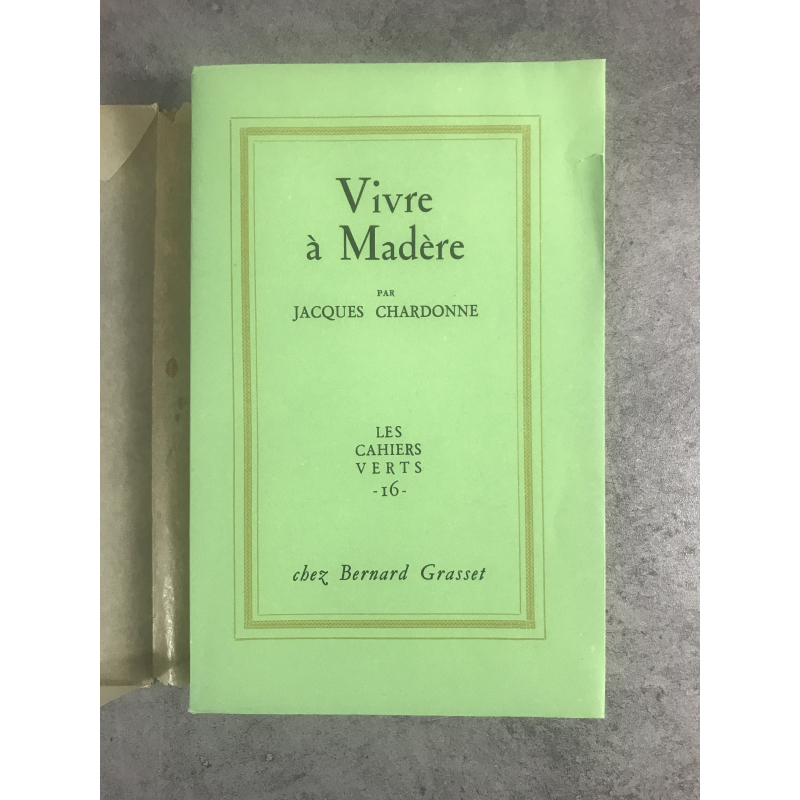 Vivre
à Madère
PAR
JACQUES CHARDONNE
LES
CAHIERS
VERTS
-16-
chez Bernard Grasset